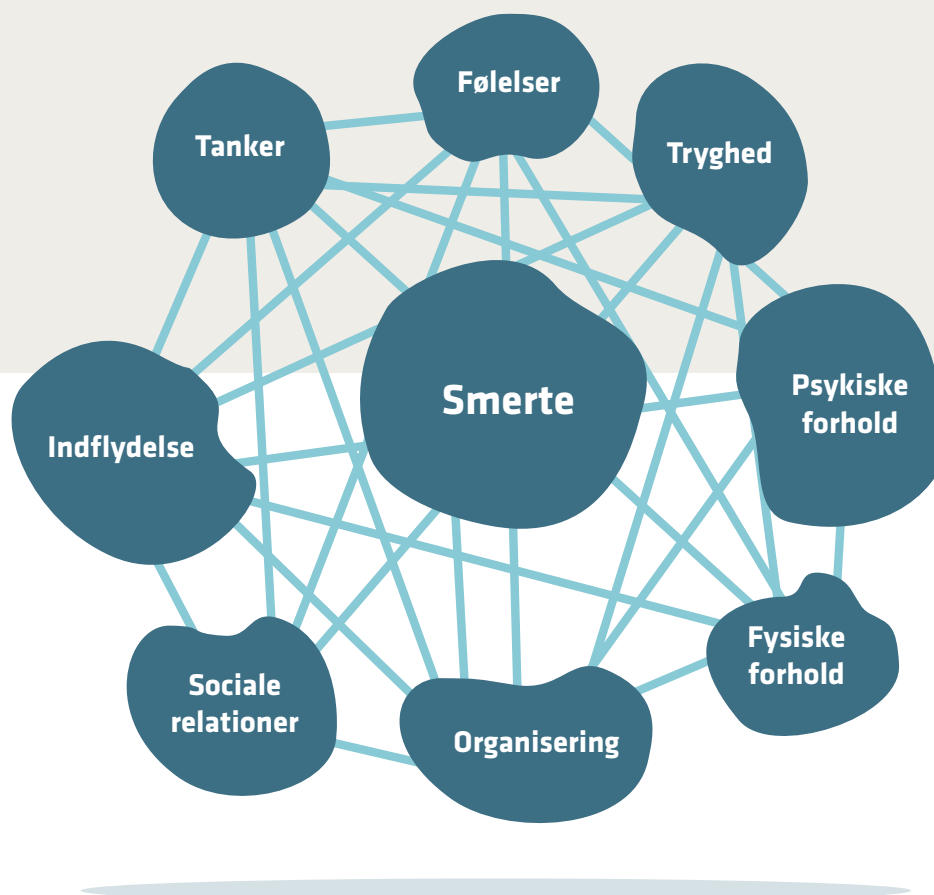 Følelser
Tanker
Tryghed
Smerte
Psykiske
forhold
Indflydelse
Fysiske
forhold
Sociale
relationer
Organisering